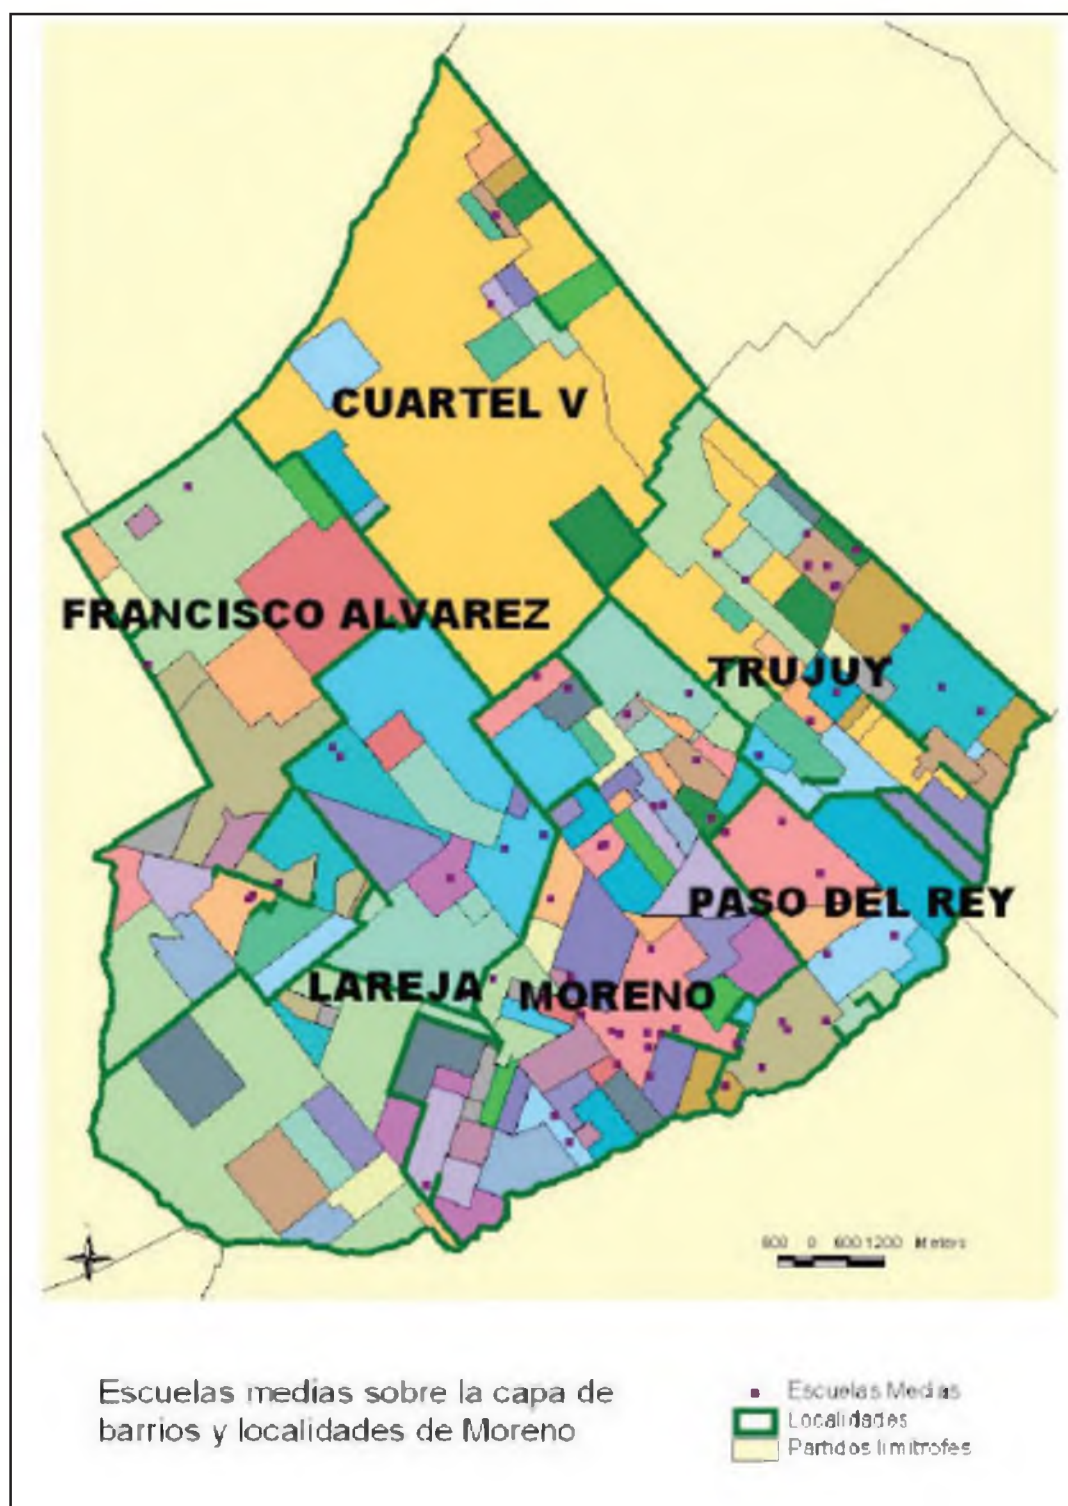 CUARTEL V
FRANCISCO ALVAREZ
TRUJUY
PASO DEL REY
LAREJA
MORENO
600 0 600 1200 Meters
Escuelas medias sobre la capa de
barrios y localidades de Moreno
Escuelas Medias
Localidades
Partidos limitrofes